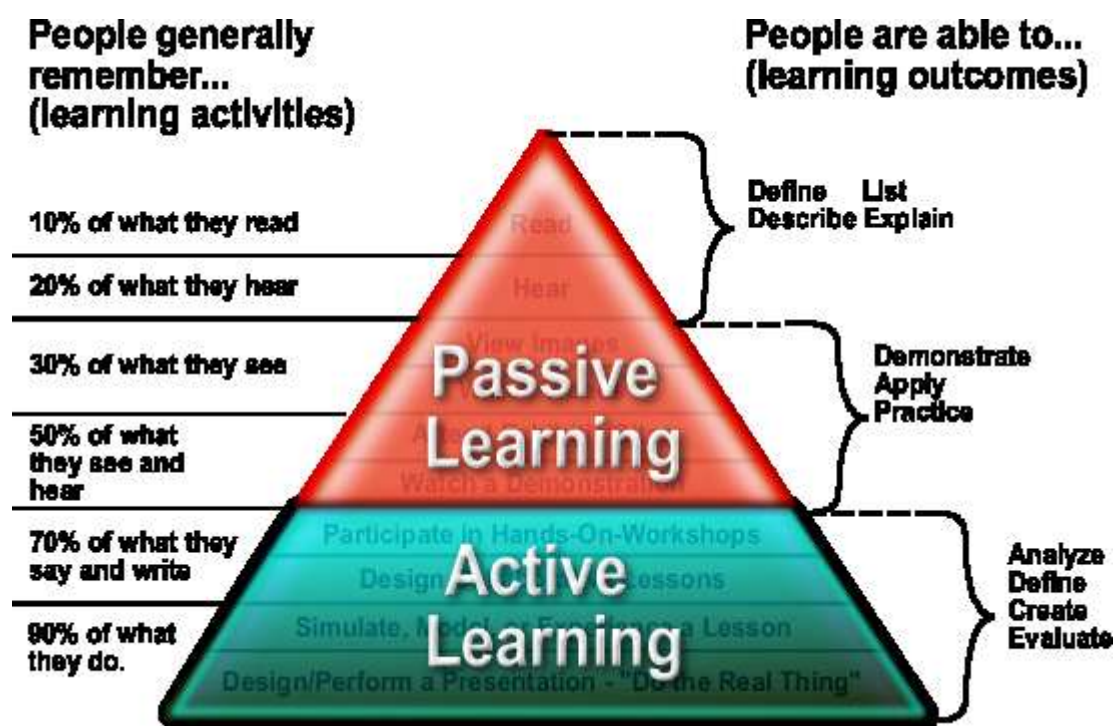 People generally
remember...
(learning activities)
People are able to...
(learning outcomes)
10% of what they read
20% of what they hear
30% of what they see
50% of what
they see and
hear
70% of what they
say and write
90% of what
they do.
Read
Hear
View Images
Passive
Learning
Watch a Demonstration
Participate in Hands-On-Workshops
Design Lessons
Active
Simulate, Model, or Experience a Lesson
Learning
Design/Perform a Presentation - "Do the Real Thing"
Define List
Describe Explain
Demonstrate
Apply
Practice
Analyze
Define
Create
Evaluate